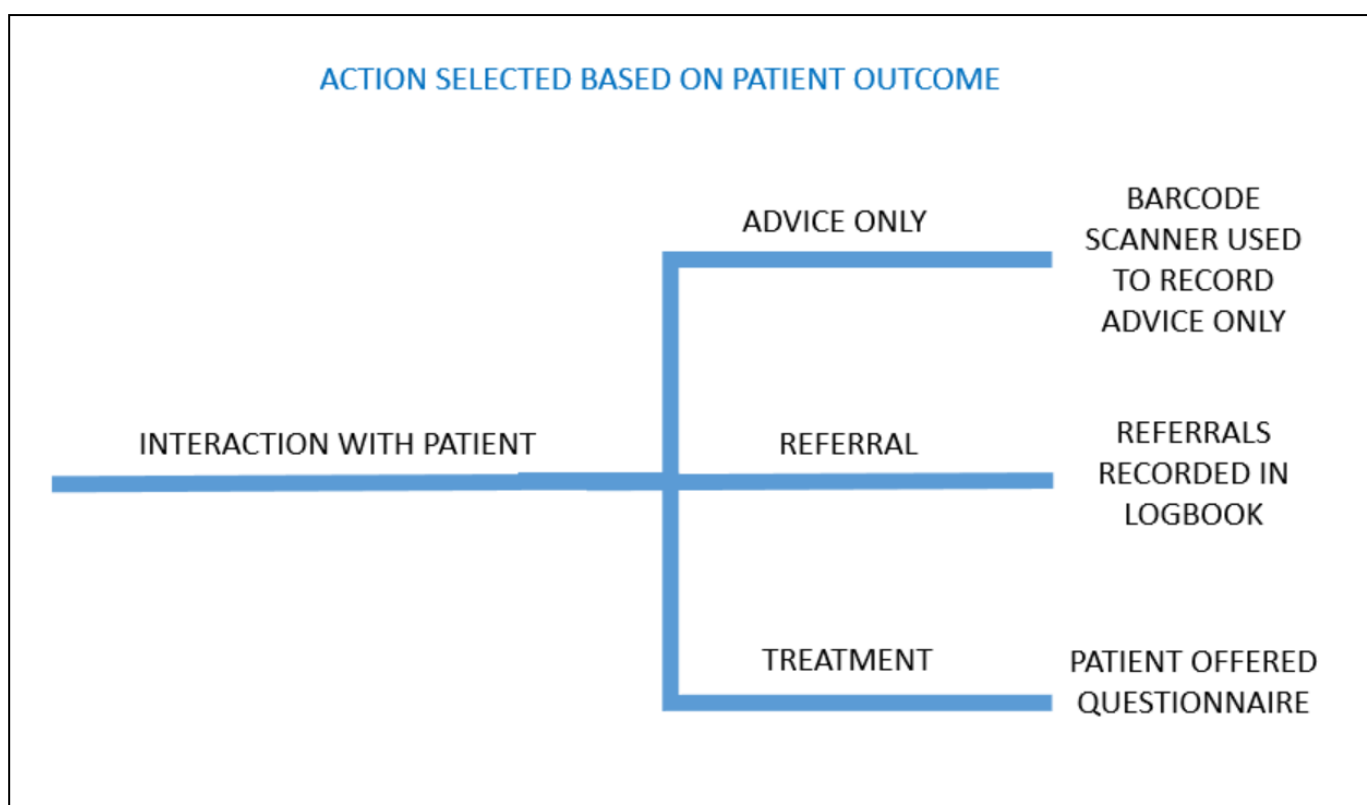 ACTION SELECTED BASED ON PATIENT OUTCOME
ADVICE ONLY
BARCODE
SCANNER USED
TO RECORD
ADVICE ONLY
INTERACTION WITH PATIENT
REFERRAL
REFERRALS
RECORDED IN
LOGBOOK
TREATMENT
PATIENT OFFERED
QUESTIONNAIRE